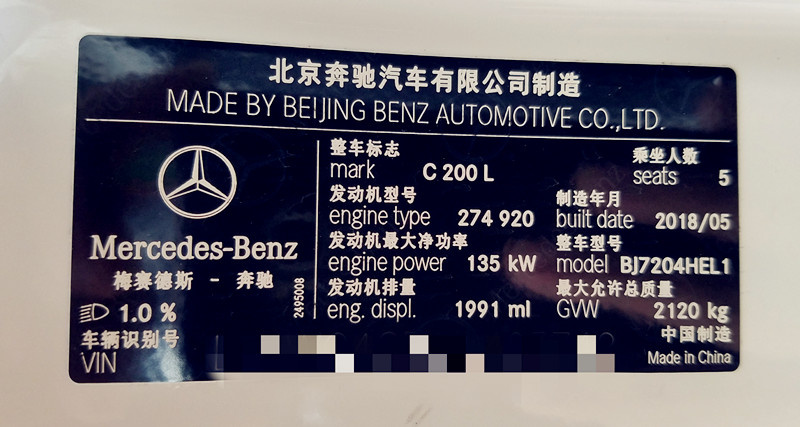 北京奔驰汽车有限公司制造
MADE BY BEIJING BENZ AUTOMOTIVE CO.,LTD.
Mercedes-Benz
梅赛德斯 - 奔驰
1.0 %
2495008
整车标志
mark C 200 L
乘坐人数
seats 5
发动机型号
engine type 274 920
制造年月
built date 2018/05
发动机最大净功率
engine power 135 kW
整车型号
model BJ7204HEL1
发动机排量
eng. displ. 1991 ml
最大允许总质量
GVW 2120 kg
车辆识别号
VIN
中国制造
Made in China